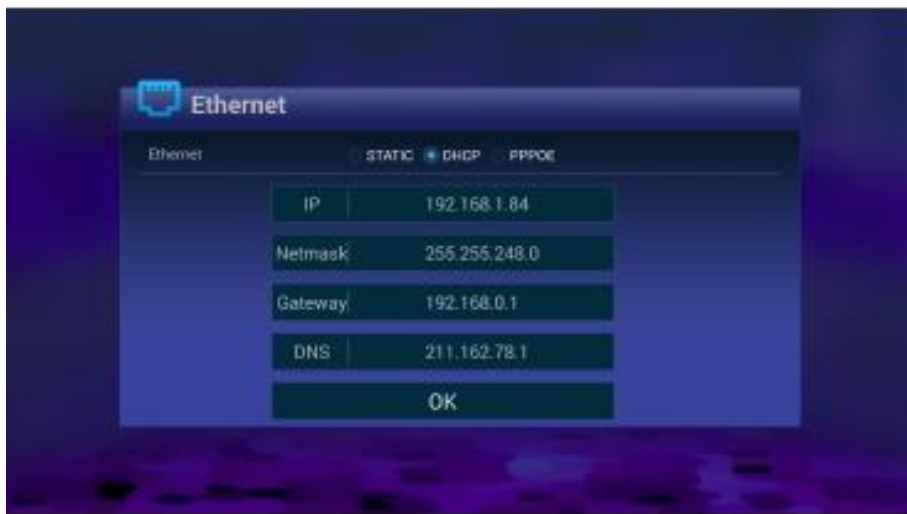 Ethernet
Ethernet STATIC DHCP PPPOE
IP 192.168.1.84
Netmask 255.255.248.0
Gateway 192.168.0.1
DNS 211.162.78.1
OK